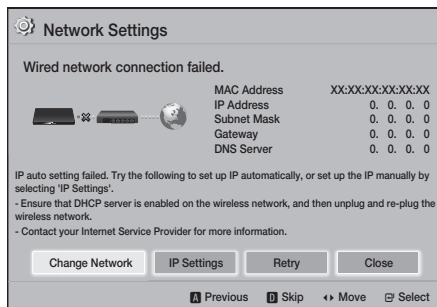 Network Settings
Wired network connection failed.
MAC Address XX:XX:XX:XX:XX:XX
IP Address 0. 0. 0. 0
Subnet Mask 0. 0. 0. 0
Gateway 0. 0. 0. 0
DNS Server 0. 0. 0. 0
IP auto setting failed. Try the following to set up IP automatically, or set up the IP manually by
selecting 'IP Settings'.
- Ensure that DHCP server is enabled on the wireless network, and then unplug and re-plug the
wireless network.
- Contact your Internet Service Provider for more information.
Change Network IP Settings Retry Close
A Previous D Skip Move Select